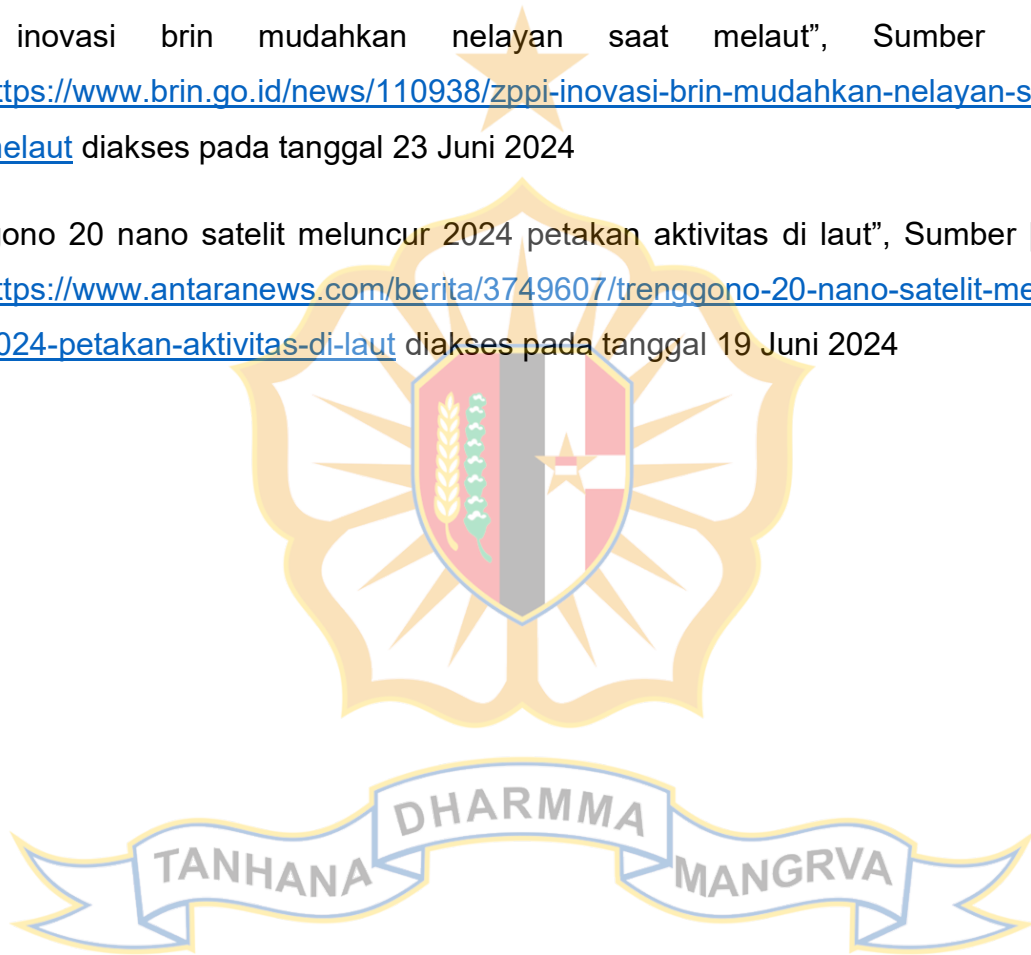 inovasi brin mudahkan nelayan saat melaut”, Sumber
ttps://www.brin.go.id/news/110938/zppi-inovasi-brin-mudahkan-nelayan-s
nelaut diakses pada tanggal 23 Juni 2024
ono 20 nano satelit meluncur 2024 petakan aktivitas di laut”, Sumber [
ttps://www.antaranews.com/berita/3749607/trenggono-20-nano-satelit-me
024-petakan-aktivitas-di-laut diakses pada tanggal 19 Juni 2024
TANHANA DHARMMA MANGRVA